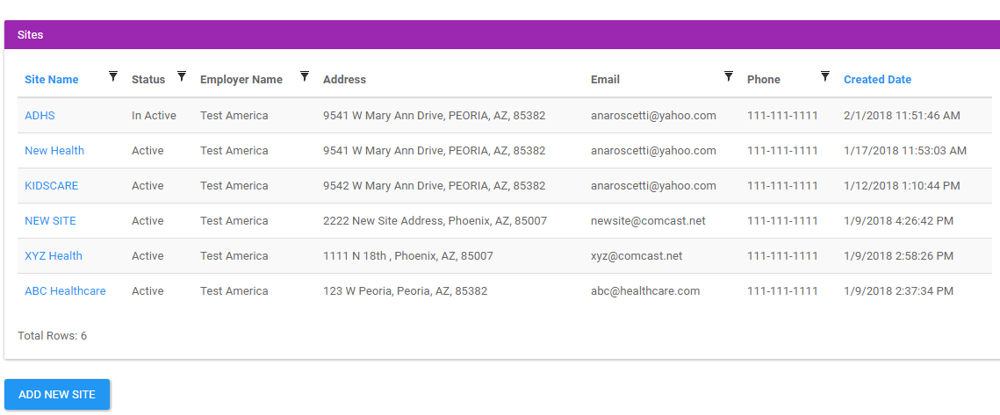 Sites
Site Name Status Employer Name Address Email Phone Created Date
ADHS In Active Test America 9541 W Mary Ann Drive, PEORIA, AZ, 85382 anaroscetti@yahoo.com 111-111-1111 2/1/2018 11:51:46 AM
New Health Active Test America 9541 W Mary Ann Drive, PEORIA, AZ, 85382 anaroscetti@yahoo.com 111-111-1111 1/17/2018 11:53:03 AM
KIDSCARE Active Test America 9542 W Mary Ann Drive, PEORIA, AZ, 85382 anaroscetti@yahoo.com 111-111-1111 1/12/2018 1:10:44 PM
NEW SITE Active Test America 2222 New Site Address, Phoenix, AZ, 85007 newsite@comcast.net 111-111-1111 1/9/2018 4:26:42 PM
XYZ Health Active Test America 1111 N 18th , Phoenix, AZ, 85007 xyz@comcast.net 111-111-1111 1/9/2018 2:58:26 PM
ABC Healthcare Active Test America 123 W Peoria, Peoria, AZ, 85382 abc@healthcare.com 111-111-1111 1/9/2018 2:37:34 PM
Total Rows: 6
ADD NEW SITE